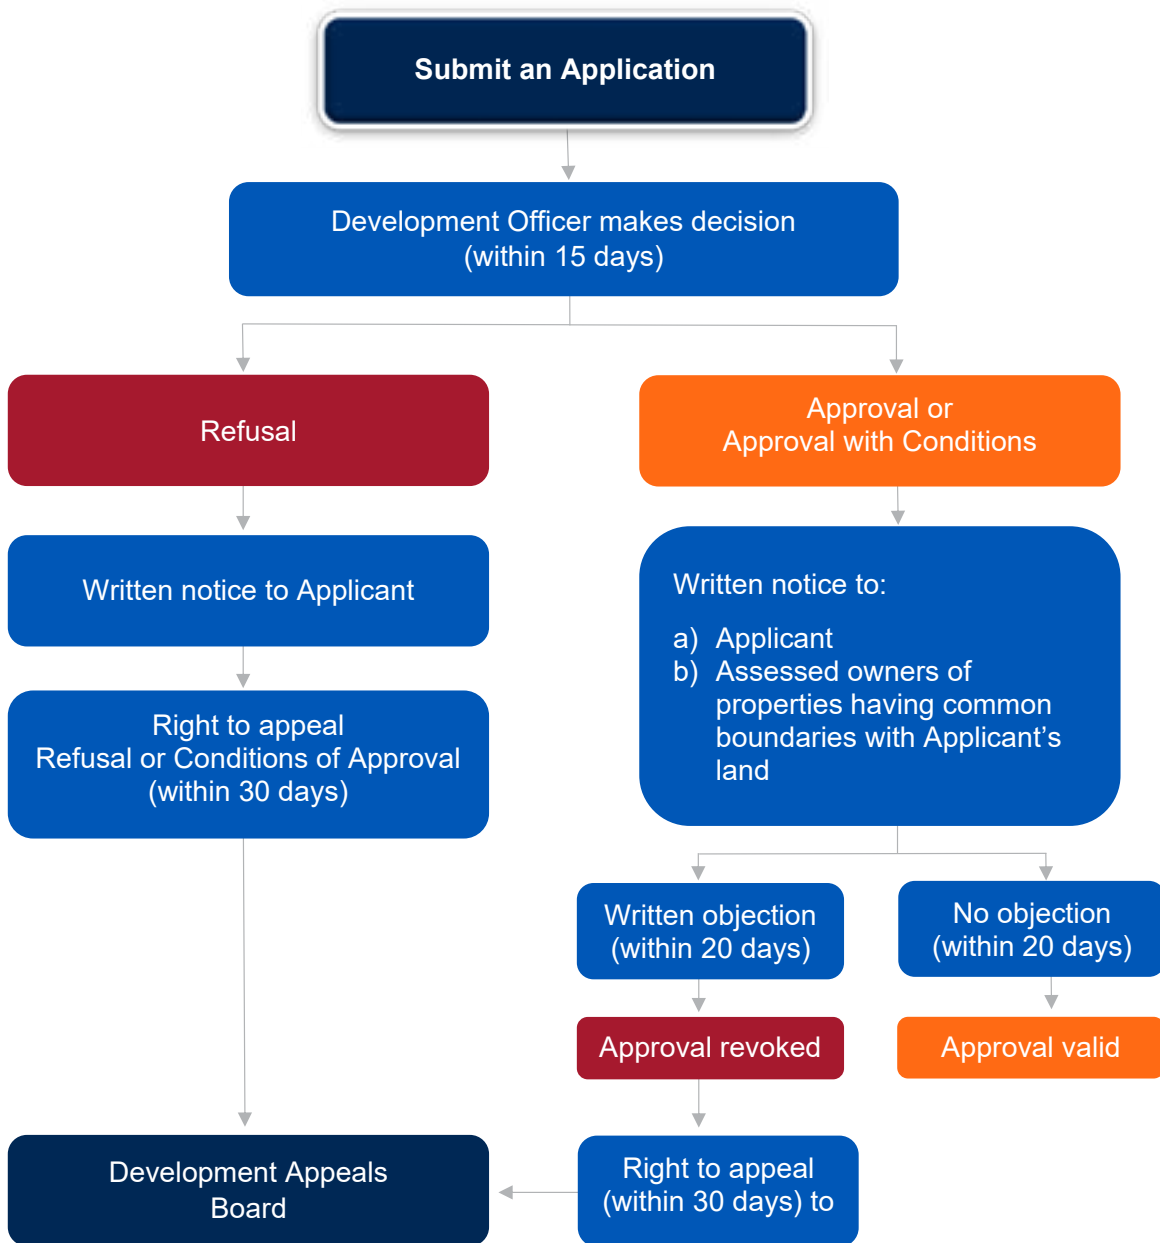 Submit an Application
Development Officer makes decision
(within 15 days)
Refusal
Approval or
Approval with Conditions
Written notice to Applicant
Written notice to:
a) Applicant
b) Assessed owners of
properties having common
boundaries with Applicant's
land
Right to appeal
Refusal or Conditions of Approval
(within 30 days)
Written objection
(within 20 days)
No objection
(within 20 days)
Approval revoked
Approval valid
Development Appeals
Board
Right to appeal
(within 30 days) to